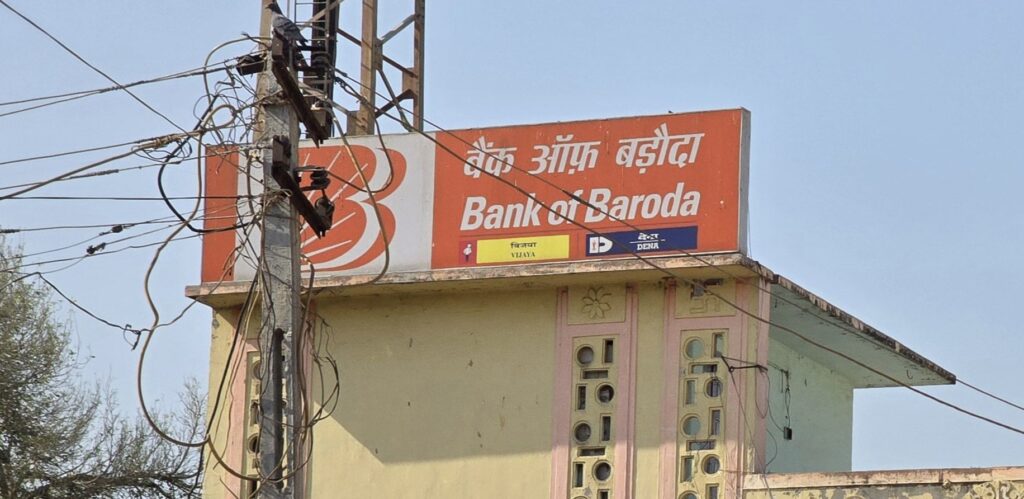 बैंक ऑफ़ बड़ौदा
Bank of Baroda
विजया
VIJAYA
देना
DENA